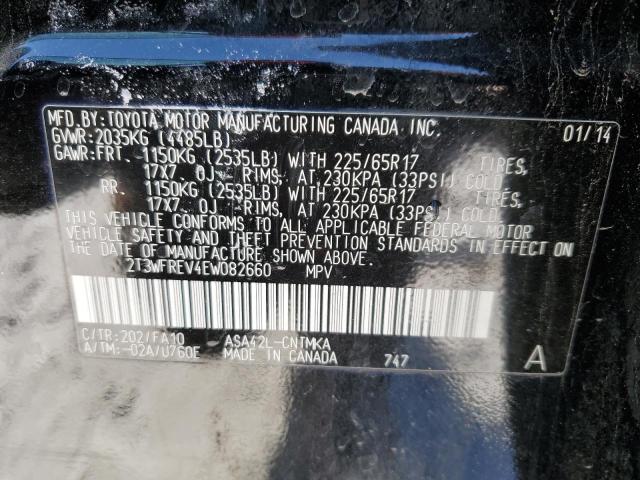 MFD.BY:TOYOTA MOTOR MANUFACTURING CANADA, INC. 01/14
GVWR:2035KG (4485LB)
GAWR:FRT. 1150KG (2535LB) WITH 225/65R17 TIRES,
17X7.0J RIMS, AT 230KPA (33PSI) COLD
RR. 1150KG (2535LB) WITH 225/65R17 TIRES,
17X7.0J RIMS, AT 230KPA (33PSI) COLD.
THIS VEHICLE CONFORMS TO ALL APPLICABLE FEDERAL MOTOR
VEHICLE SAFETY AND THEFT PREVENTION STANDARDS IN EFFECT
ON THE DATE OF MANUFACTURE SHOWN ABOVE.
2T3WFREV4EW082660 MPV
C/TR:202/FA10 ASA42L-CNTMKA
A/TM:-02A/U760E MADE IN CANADA 747 A